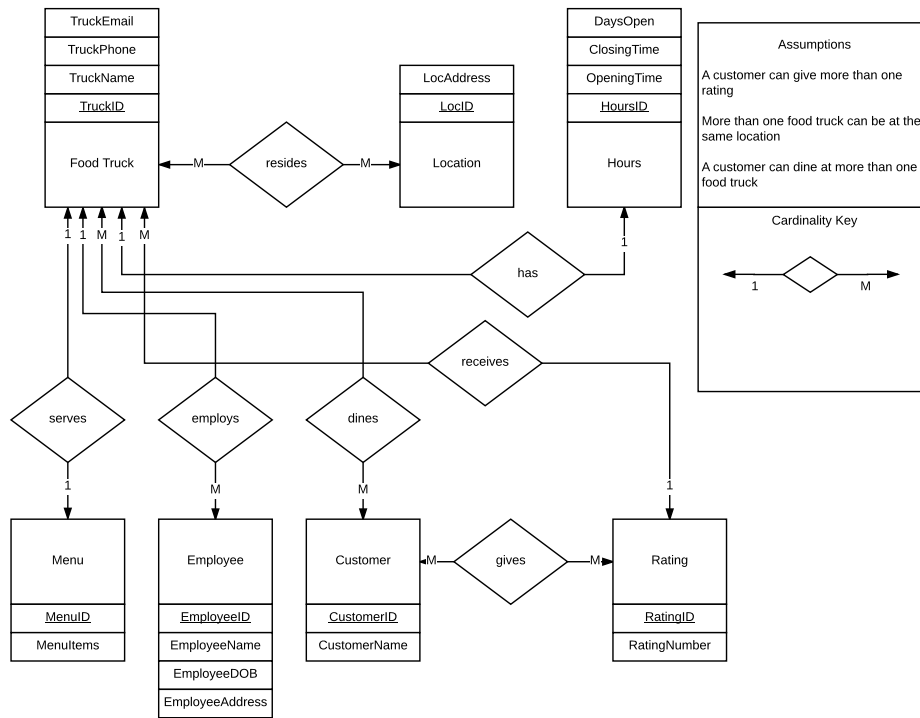 TruckEmail
TruckPhone
TruckName
TruckID
Food Truck
M
resides
M
LocAddress
LocID
Location
DaysOpen
ClosingTime
OpeningTime
HoursID
Hours
Assumptions
A customer can give more than one
rating
More than one food truck can be at the
same location
A customer can dine at more than one
food truck
Cardinality Key
1
M
1
1
M
1
M
has
1
receives
serves
employs
dines
1
M
M
1
Menu
MenuID
MenuItems
Employee
EmployeeID
EmployeeName
EmployeeDOB
EmployeeAddress
Customer
CustomerID
CustomerName
M
gives
M
Rating
RatingID
RatingNumber